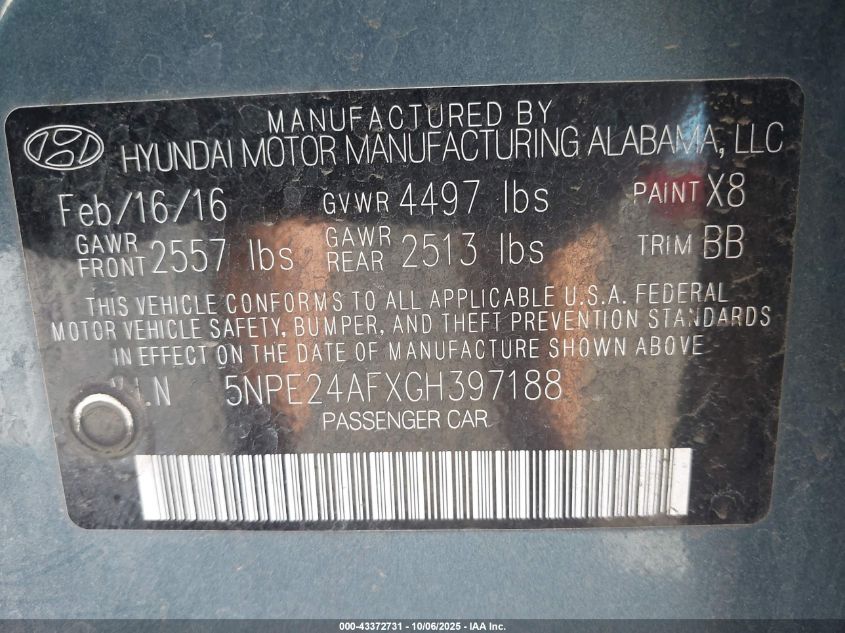 MANUFACTURED BY
HYUNDAI MOTOR MANUFACTURING ALABAMA, LLC
Feb/16/16 GVWR 4497 lbs PAINT X8
GAWR FRONT 2557 lbs GAWR REAR 2513 lbs TRIM BB
THIS VEHICLE CONFORMS TO ALL APPLICABLE U.S.A. FEDERAL
MOTOR VEHICLE SAFETY, BUMPER, AND THEFT PREVENTION STANDARDS
IN EFFECT ON THE DATE OF MANUFACTURE SHOWN ABOVE
5NPE24AFXGH397188
PASSENGER CAR
000-43372731 - 10/06/2025 - IAA Inc.